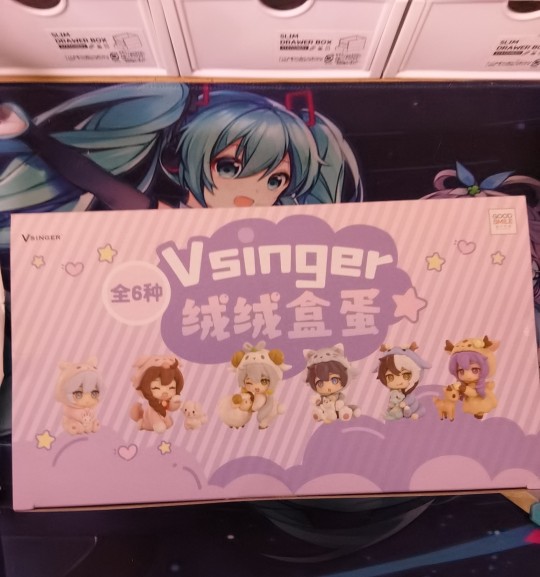 SLIM
DRAWER BOX
SLIM
DRAWER BOX
SLIM
DRAWER BOX
VSINGER
GOOD
SMILE
Vsinger
全6种
绒绒盒蛋